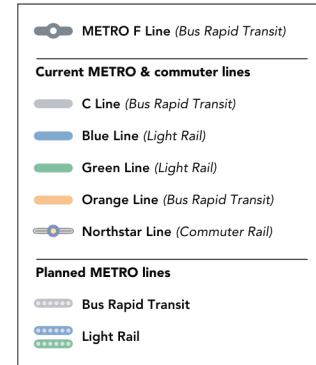 METRO F Line (Bus Rapid Transit)
Current METRO & commuter lines
C Line (Bus Rapid Transit)
Blue Line (Light Rail)
Green Line (Light Rail)
Orange Line (Bus Rapid Transit)
Northstar Line (Commuter Rail)
Planned METRO lines
Bus Rapid Transit
Light Rail